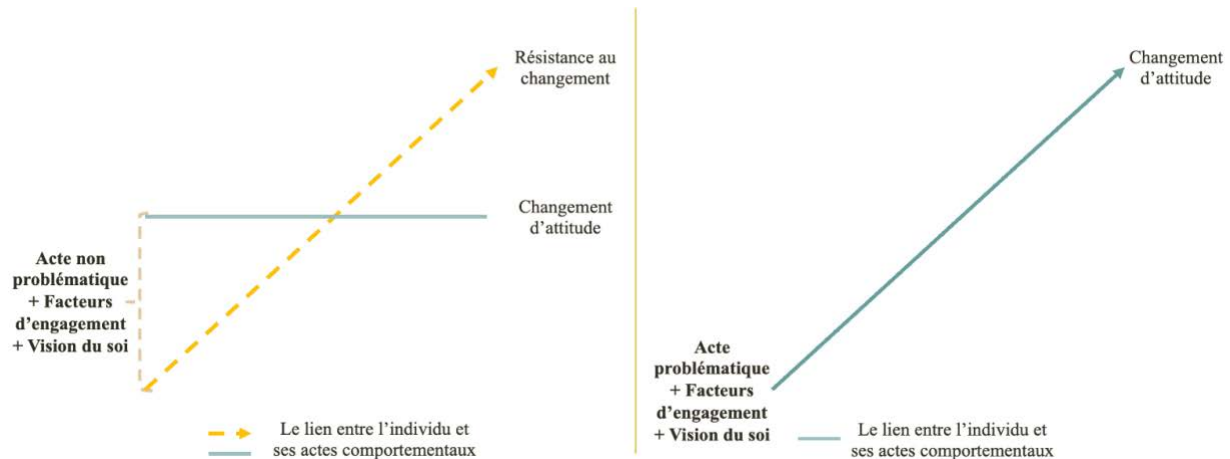 Résistance au
changement
Changement
d’attitude
Acte non
problématique
+ Facteurs
d’engagement
+ Vision du soi
Le lien entre l’individu et
ses actes comportementaux
Changement
d’attitude
Acte
problématique
+ Facteurs
d’engagement
+ Vision du soi
Le lien entre l’individu et
ses actes comportementaux